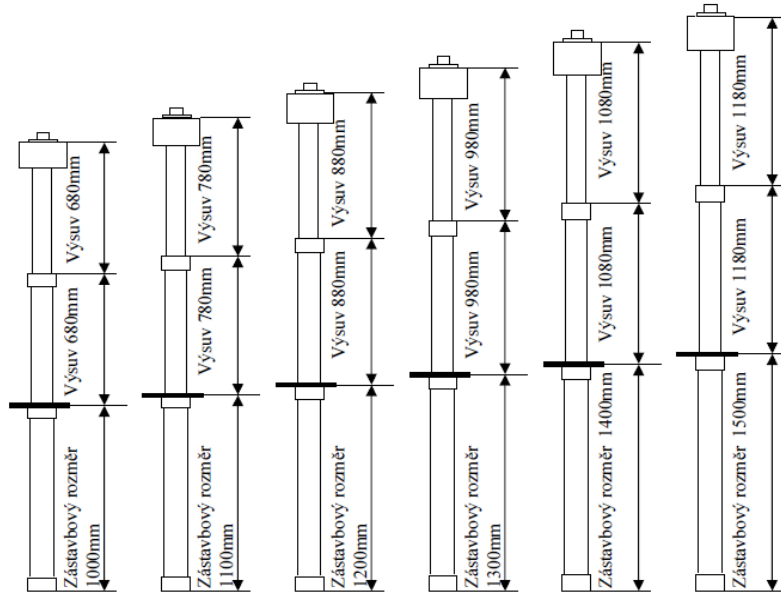 Výsuv 680mm
Výsuv 680mm
Zástavbový rozměr
1000mm
Výsuv 780mm
Výsuv 780mm
Zástavbový rozměr
1100mm
Výsuv 880mm
Výsuv 880mm
Zástavbový rozměr
1200mm
Výsuv 980mm
Výsuv 980mm
Zástavbový rozměr
1300mm
Výsuv 1080mm
Výsuv 1080mm
Zástavbový rozměr 1400mm
Výsuv 1180mm
Výsuv 1180mm
Zástavbový rozměr 1500mm